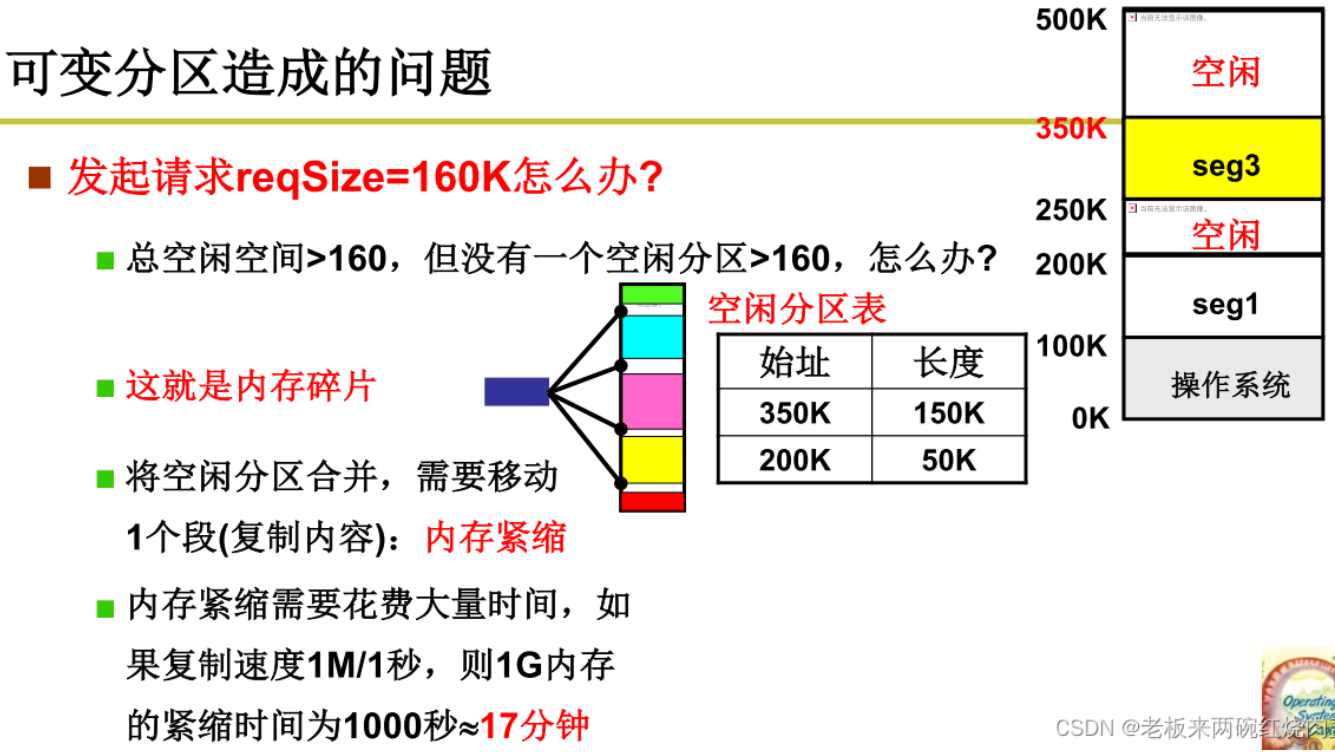 可变分区造成的问题
发起请求reqSize=160K怎么办?
总空闲空间>160，但没有一个空闲分区>160，怎么办?
这就是内存碎片
将空闲分区合并，需要移动
1个段(复制内容)：内存紧缩
内存紧缩需要花费大量时间，如
果复制速度1M/1秒，则1G内存
的紧缩时间为1000秒≈17分钟
空闲分区表
始址 长度
350K 150K
200K 50K
500K
当前无法显示该图像。
空闲
350K
seg3
250K
当前无法显示该图像。
空闲
200K
seg1
100K
操作系统
0K
Operating
CSDN @老板来两碗红烧肉